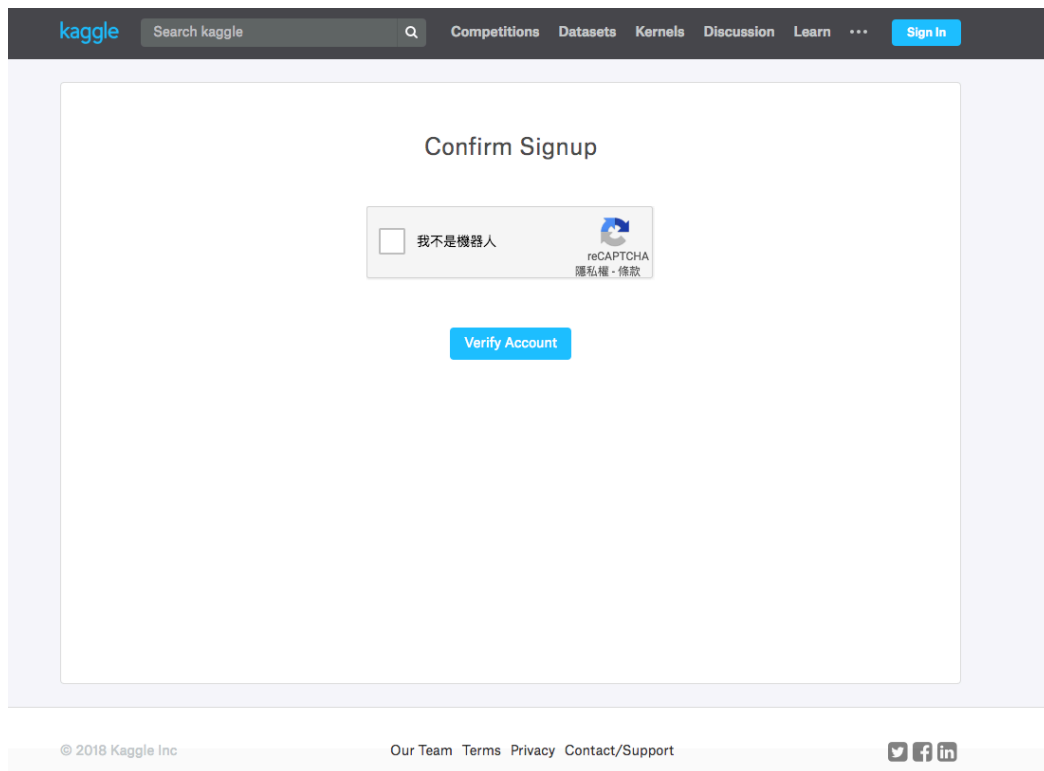 kaggle Search kaggle Competitions Datasets Kernels Discussion Learn ••• Sign In
Confirm Signup
我不是機器人
reCAPTCHA
隱私權 - 條款
Verify Account
© 2018 Kaggle Inc Our Team Terms Privacy Contact/Support